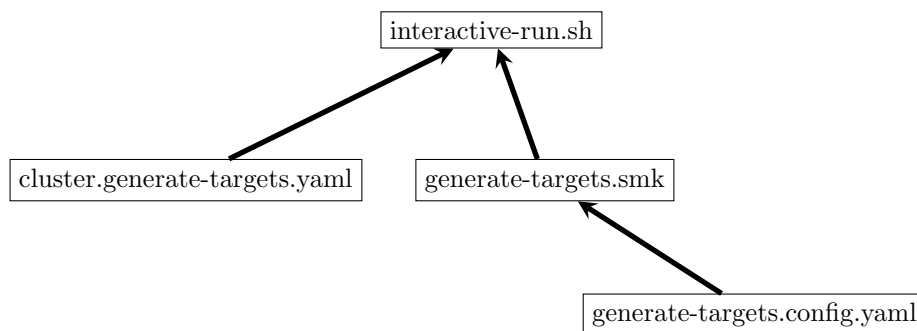 interactive-run.sh
cluster.generate-targets.yaml
generate-targets.smk
generate-targets.config.yaml